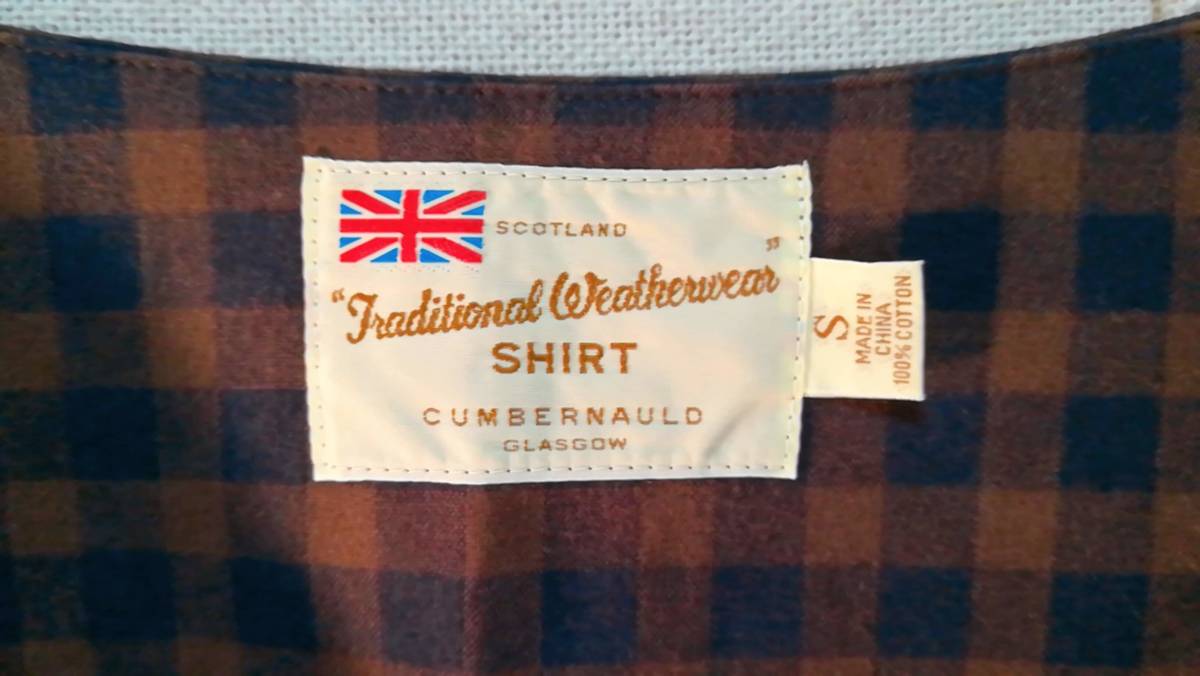 SCOTLAND
"Traditional Weatherwear"
SHIRT
CUMBERNAULD
GLASGOW
S
MADE IN
CHINA
100% COTTON